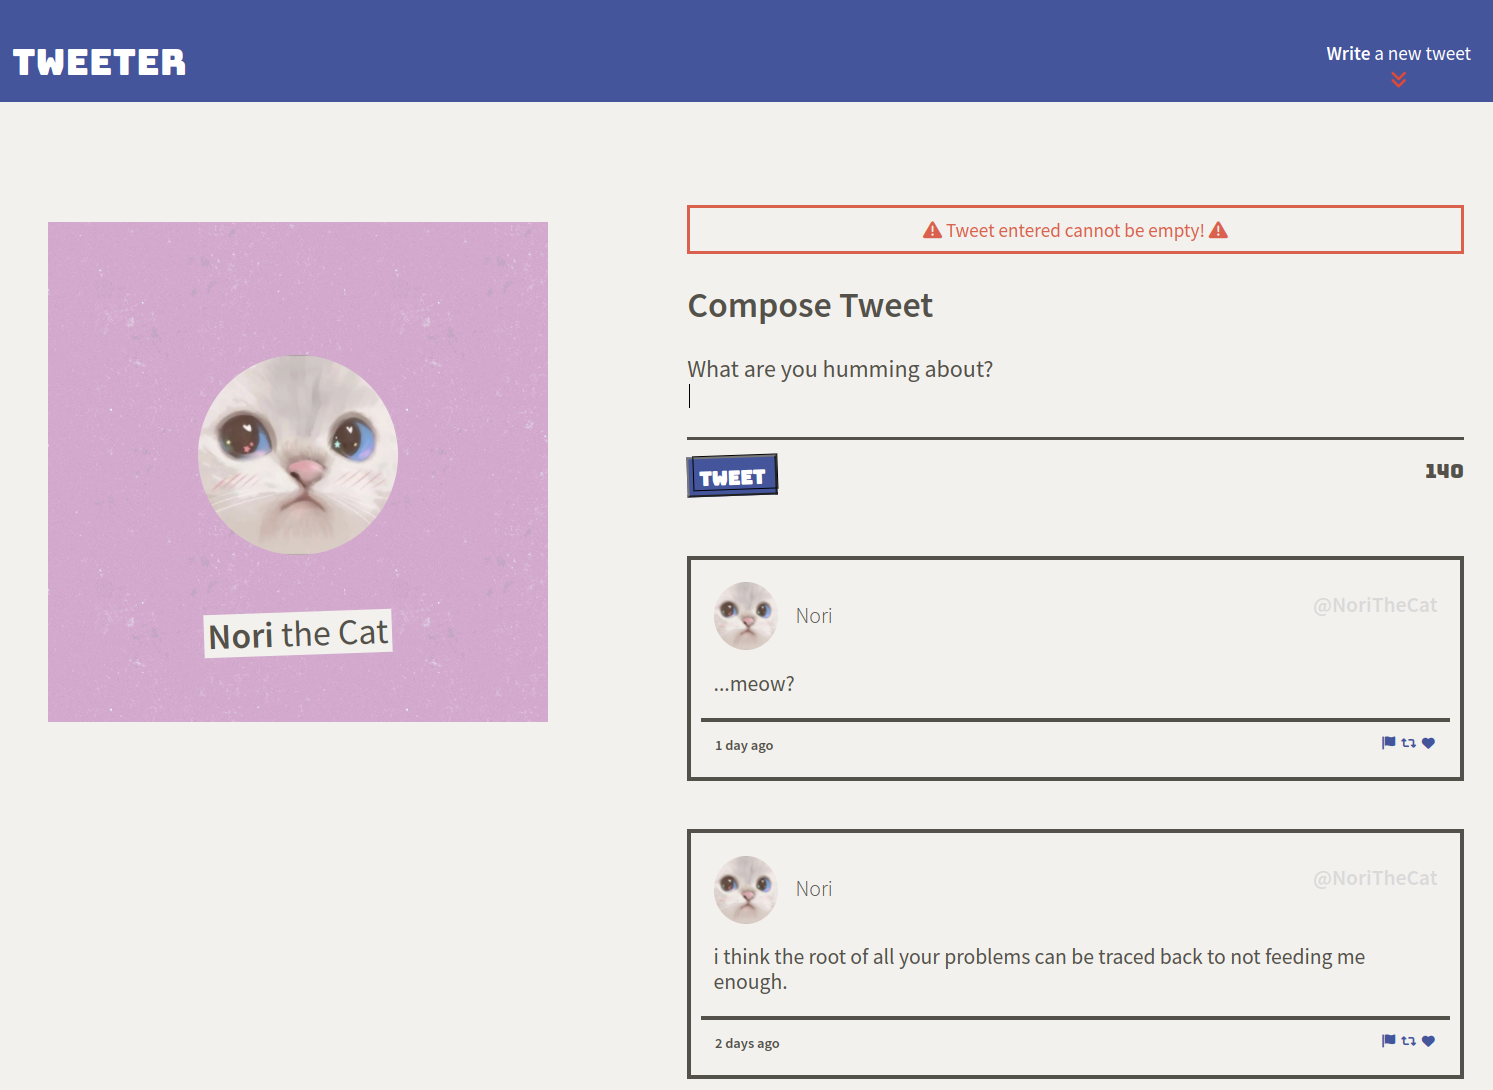 TWEETER
Write a new tweet
Nori the Cat
Tweet entered cannot be empty!
Compose Tweet
What are you humming about?
TWEET
140
Nori
@NoriTheCat
...meow?
1 day ago
Nori
@NoriTheCat
i think the root of all your problems can be traced back to not feeding me
enough.
2 days ago